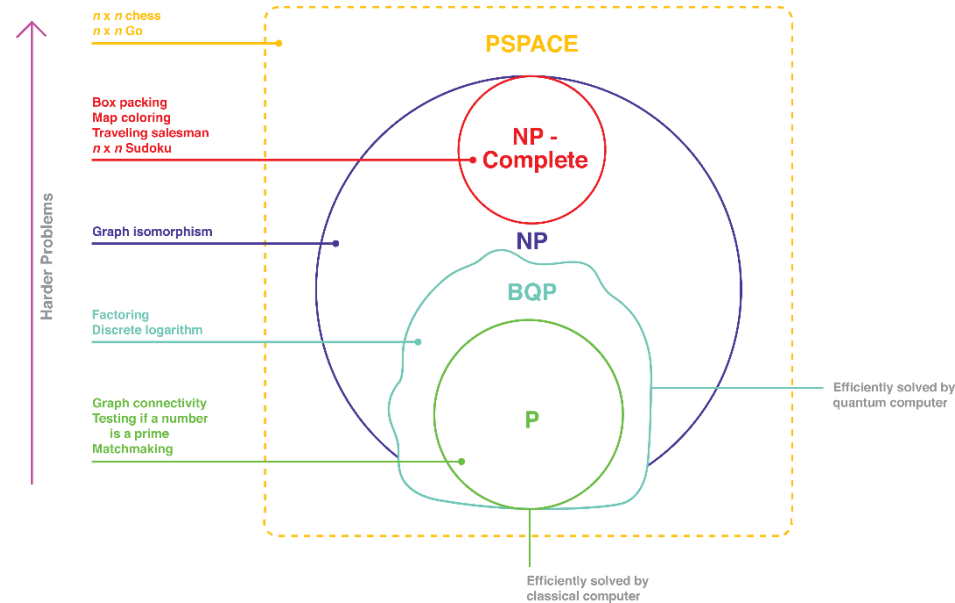 n x n chess
n x n Go
PSPACE
Box packing
Map coloring
Traveling salesman
n x n Sudoku
NP -
Complete
Graph isomorphism
NP
BQP
Harder Problems
Factoring
Discrete logarithm
Efficiently solved by
quantum computer
Graph connectivity
Testing if a number
is a prime
Matchmaking
P
Efficiently solved by
classical computer